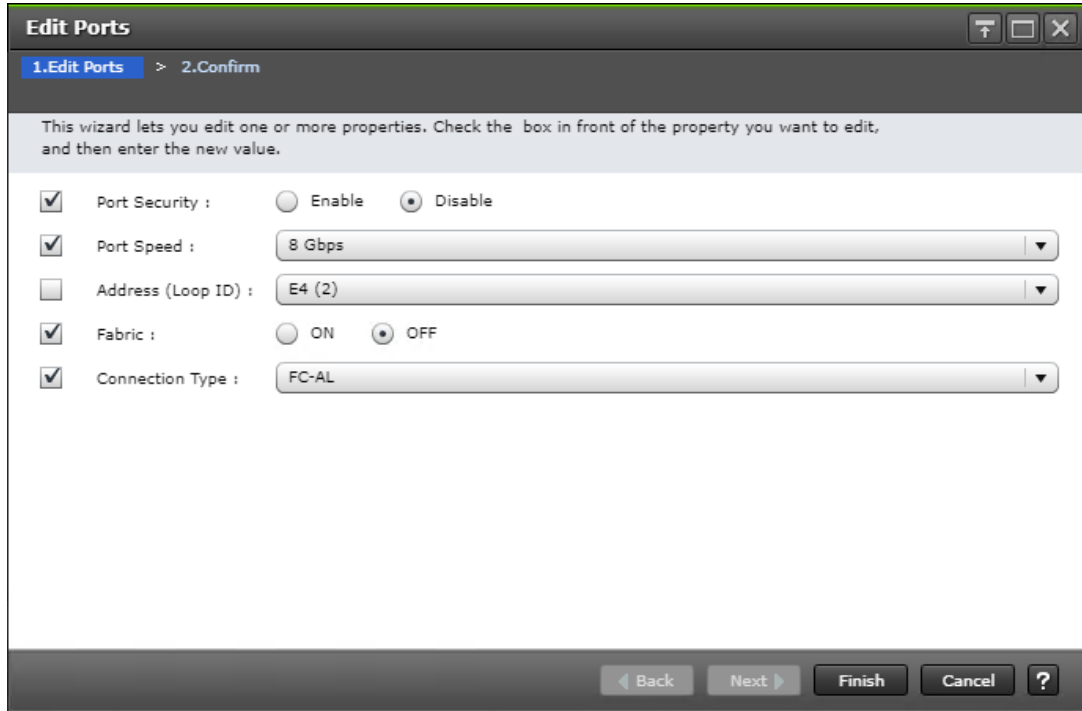 Edit Ports
1.Edit Ports > 2.Confirm
This wizard lets you edit one or more properties. Check the box in front of the property you want to edit,
and then enter the new value.
Port Security : Enable Disable
Port Speed : 8 Gbps
Address (Loop ID) : E4 (2)
Fabric : ON OFF
Connection Type : FC-AL
Back Next Finish Cancel ?